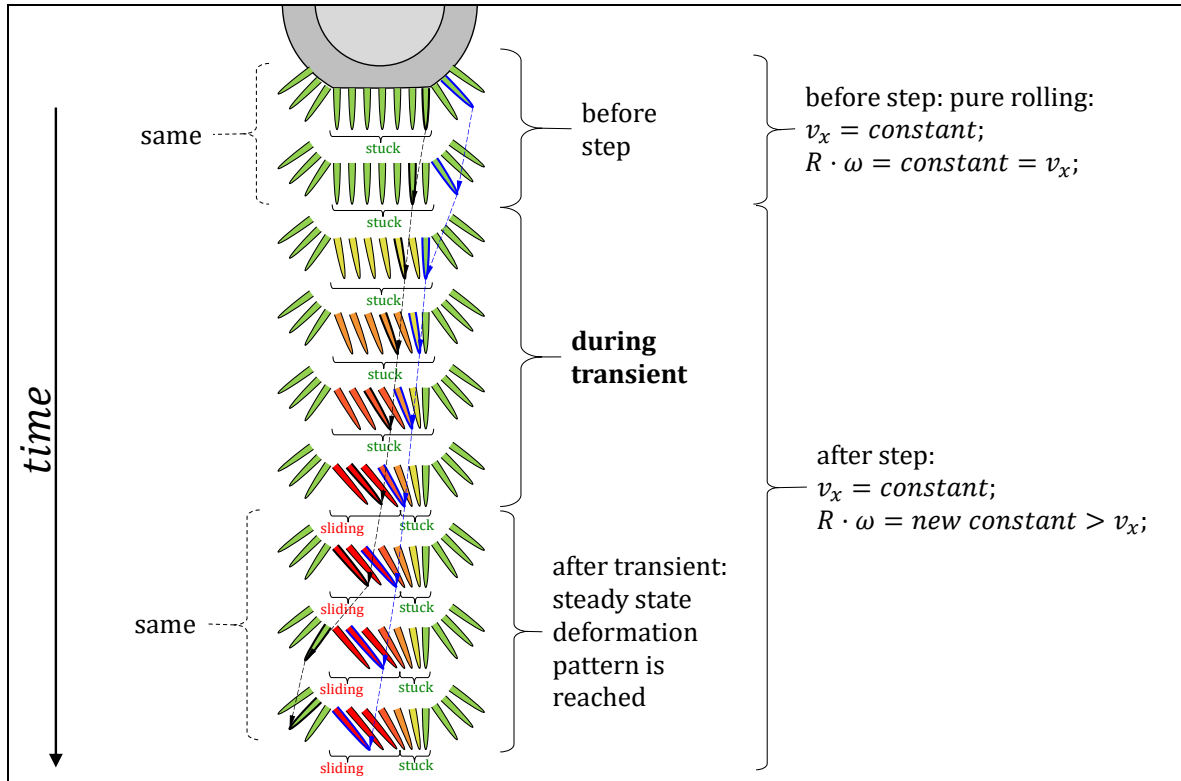 same
stuck
before
step
before step: pure rolling:
v_x = constant;
R · ω = constant = v_x;
stuck
stuck
stuck
during
transient
stuck
time
after step:
v_x = constant;
R · ω = new constant > v_x;
sliding stuck
same
after transient:
steady state
deformation
pattern is
reached
sliding stuck
sliding stuck
sliding stuck